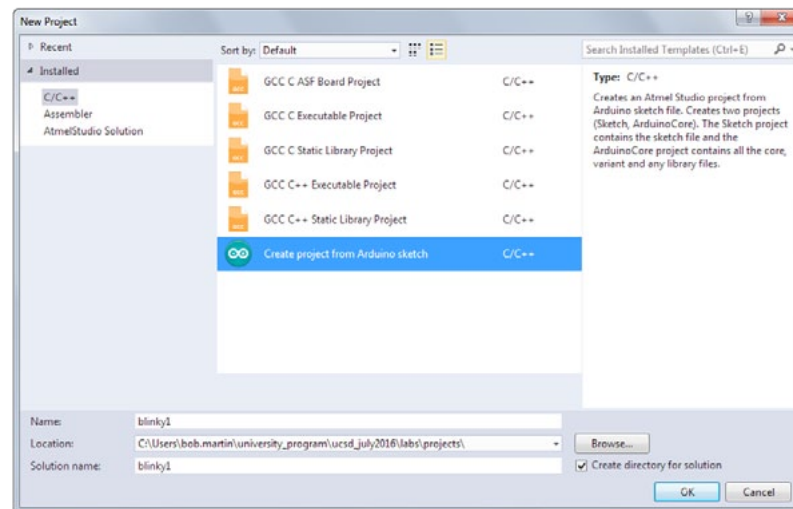 New Project
Recent
Sort by: Default
Search Installed Templates (Ctrl+E)
Installed
C/C++
Assembler
AtmelStudio Solution
GCC C ASF Board Project C/C++
GCC C Executable Project C/C++
GCC C Static Library Project C/C++
GCC C++ Executable Project C/C++
GCC C++ Static Library Project C/C++
Create project from Arduino sketch C/C++
Type: C/C++
Creates an Atmel Studio project from
Arduino sketch file. Creates two projects
(Sketch, ArduinoCore). The Sketch project
contains the sketch file and the
ArduinoCore project contains all the core,
variant and any library files.
Name: blinky1
Location: C:\Users\bob.martin\university_program\ucsd_july2016\labs\projects\
Browse...
Solution name: blinky1
Create directory for solution
OK Cancel